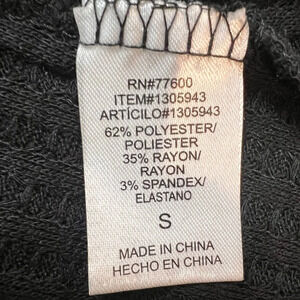 RN#77600
ITEM#1305943
ARTÍCILO#1305943
62% POLYESTER/
POLIESTER
35% RAYON/
RAYON
3% SPANDEX/
ELASTANO
S
MADE IN CHINA
HECHO EN CHINA